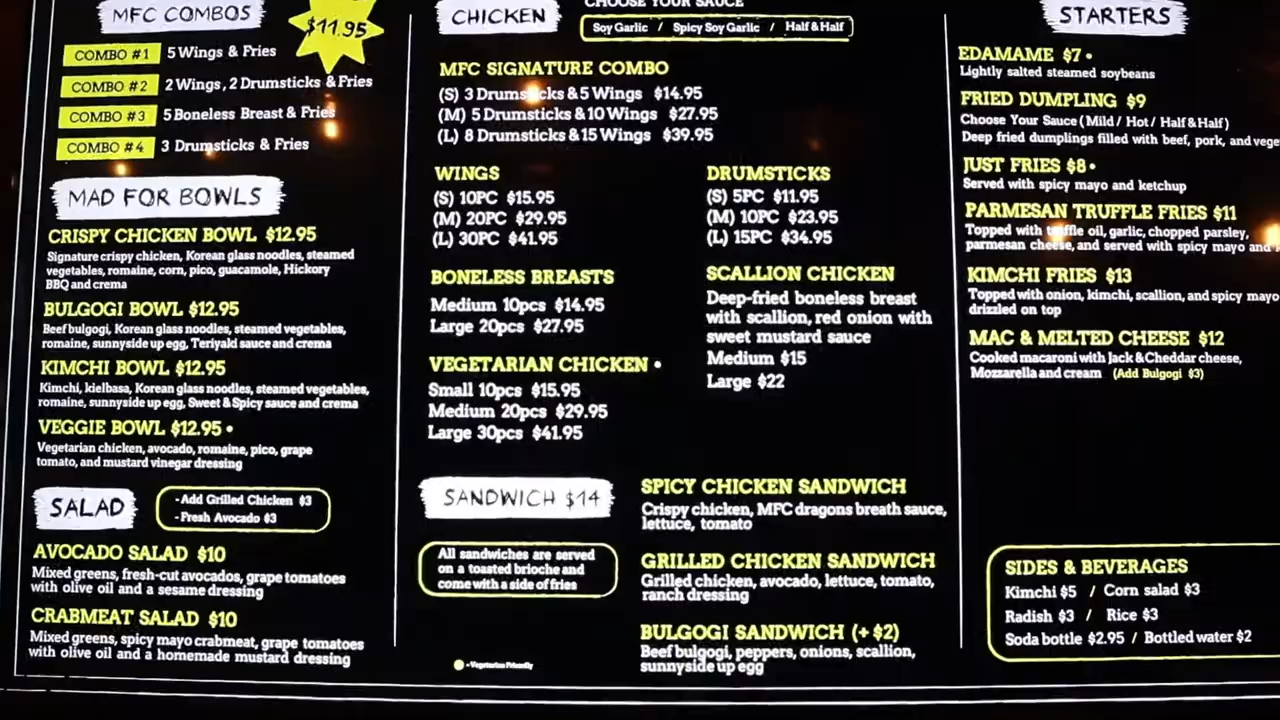 MFC COMBOS
$11.95
COMBO #1 5 Wings & Fries
COMBO #2 2 Wings, 2 Drumsticks & Fries
COMBO #3 5 Boneless Breast & Fries
COMBO #4 3 Drumsticks & Fries
MAD FOR BOWLS
CRISPY CHICKEN BOWL $12.95
Signature crispy chicken, Korean glass noodles, steamed
vegetables, romaine, corn, pico, guacamole, Hickory
BBQ and crema
BULGOGI BOWL $12.95
Beef bulgogi, Korean glass noodles, steamed vegetables,
romaine, sunnyside up egg, Teriyaki sauce and crema
KIMCHI BOWL $12.95
Kimchi, kielbasa, Korean glass noodles, steamed vegetables,
romaine, sunnyside up egg, Sweet & Spicy sauce and crema
VEGGIE BOWL $12.95 •
Vegetarian chicken, avocado, romaine, pico, grape
tomato, and mustard vinegar dressing
SALAD
- Add Grilled Chicken $3
- Fresh Avocado $3
AVOCADO SALAD $10
Mixed greens, fresh-cut avocados, grape tomatoes
with olive oil and a sesame dressing
CRABMEAT SALAD $10
Mixed greens, spicy mayo crabmeat, grape tomatoes
with olive oil and a homemade mustard dressing
CHICKEN
CHOOSE YOUR SAUCE
Soy Garlic / Spicy Soy Garlic / Half & Half
MFC SIGNATURE COMBO
(S) 3 Drumsticks & 5 Wings $14.95
(M) 5 Drumsticks & 10 Wings $27.95
(L) 8 Drumsticks & 15 Wings $39.95
WINGS
(S) 10PC $15.95
(M) 20PC $29.95
(L) 30PC $41.95
DRUMSTICKS
(S) 5PC $11.95
(M) 10PC $23.95
(L) 15PC $34.95
BONELESS BREASTS
Medium 10pcs $14.95
Large 20pcs $27.95
SCALLION CHICKEN
Deep-fried boneless breast
with scallion, red onion with
sweet mustard sauce
Medium $15
Large $22
VEGETARIAN CHICKEN •
Small 10pcs $15.95
Medium 20pcs $29.95
Large 30pcs $41.95
SANDWICH $14
All sandwiches are served
on a toasted brioche and
come with a side of fries
SPICY CHICKEN SANDWICH
Crispy chicken, MFC dragons breath sauce,
lettuce, tomato
GRILLED CHICKEN SANDWICH
Grilled chicken, avocado, lettuce, tomato,
ranch dressing
BULGOGI SANDWICH (+ $2)
Beef bulgogi, peppers, onions, scallion,
sunnyside up egg
- Vegetarian Friendly
STARTERS
EDAMAME $7 •
Lightly salted steamed soybeans
FRIED DUMPLING $9
Choose Your Sauce (Mild / Hot / Half & Half)
Deep fried dumplings filled with beef, pork, and vege
JUST FRIES $8 •
Served with spicy mayo and ketchup
PARMESAN TRUFFLE FRIES $11
Topped with truffle oil, garlic, chopped parsley,
parmesan cheese, and served with spicy mayo and
KIMCHI FRIES $13
Topped with onion, kimchi, scallion, and spicy mayo
drizzled on top
MAC & MELTED CHEESE $12
Cooked macaroni with Jack & Cheddar cheese,
Mozzarella and cream (Add Bulgogi $3)
SIDES & BEVERAGES
Kimchi $5 / Corn salad $3
Radish $3 / Rice $3
Soda bottle $2.95 / Bottled water $2